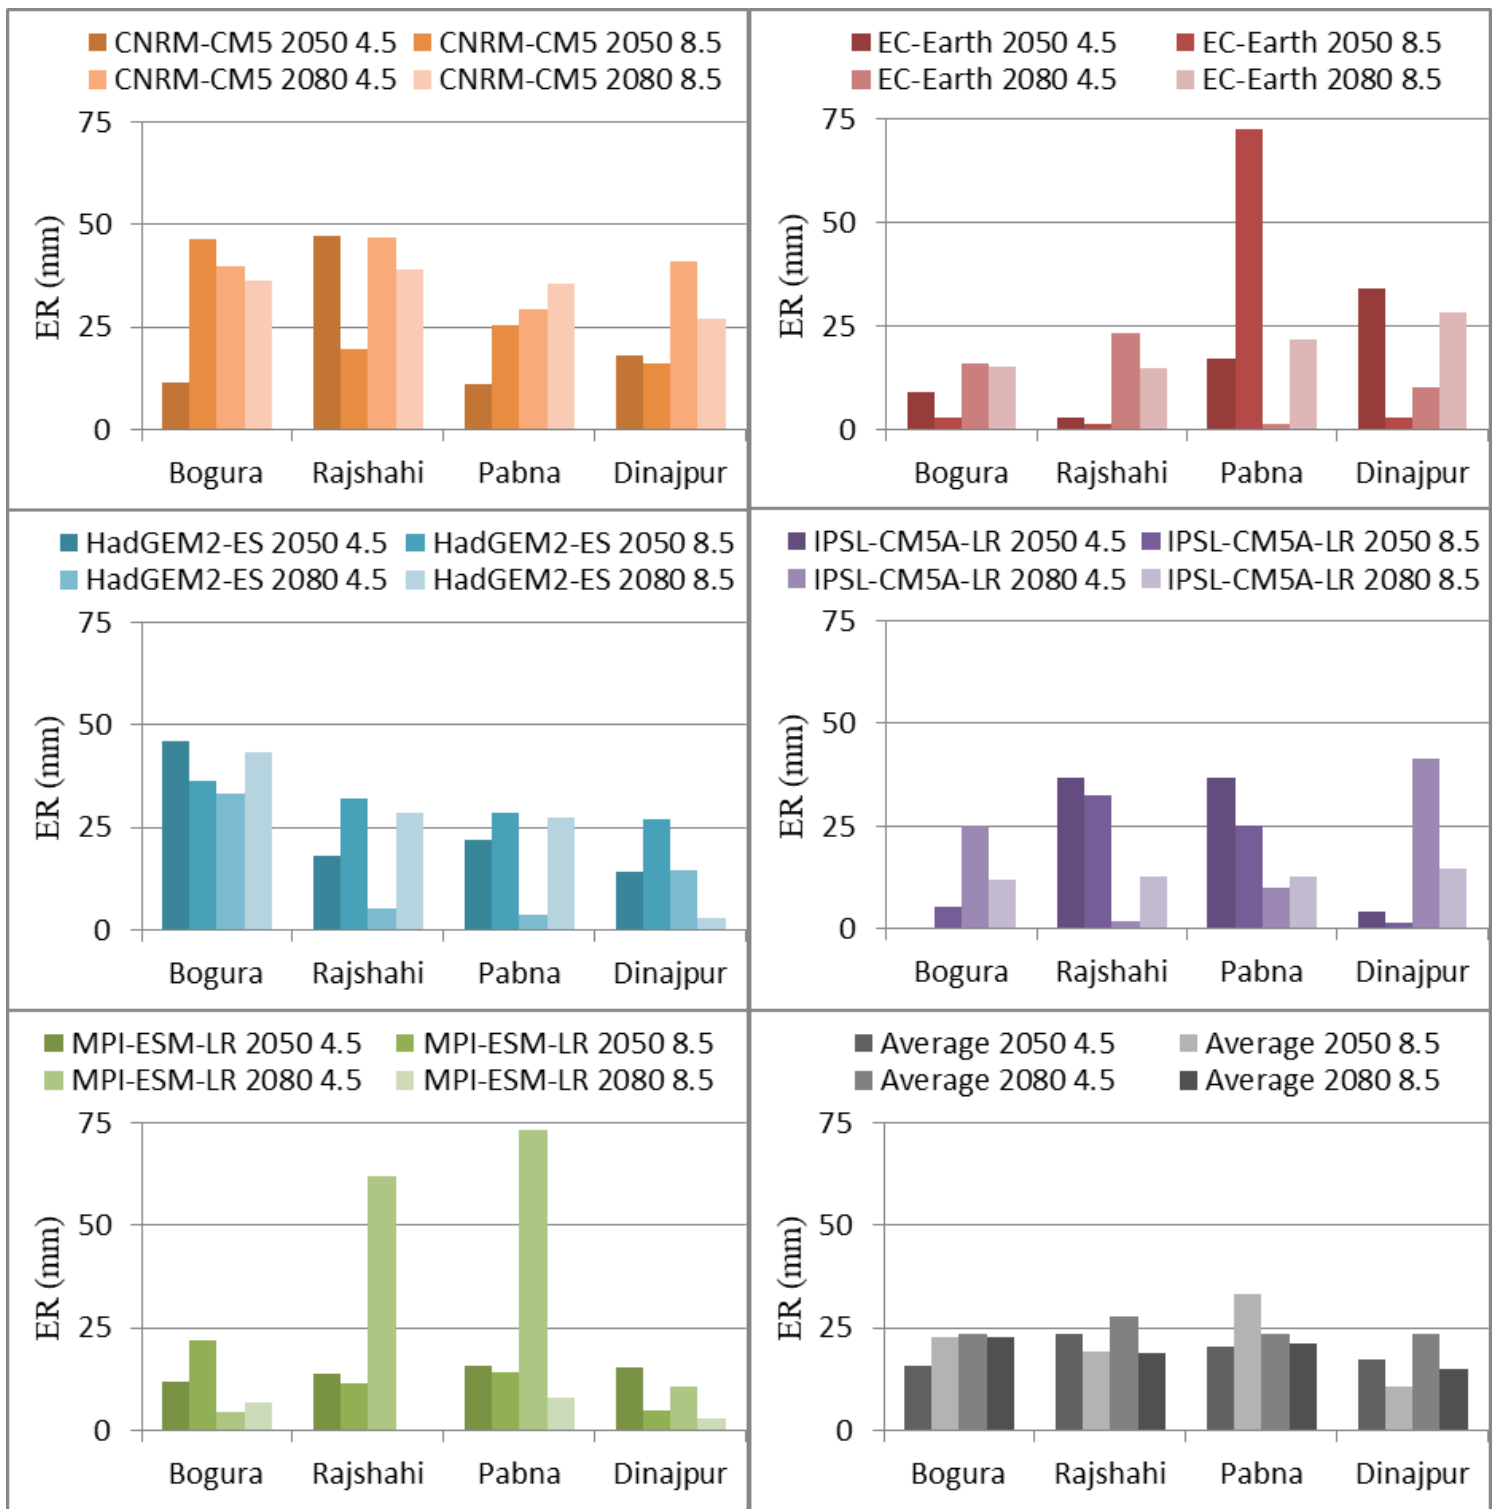 CNRM-CM5 2050 4.5 CNRM-CM5 2050 8.5
CNRM-CM5 2080 4.5 CNRM-CM5 2080 8.5
75
50
25
0
ER (mm)
Bogura Rajshahi Pabna Dinajpur
EC-Earth 2050 4.5 EC-Earth 2050 8.5
EC-Earth 2080 4.5 EC-Earth 2080 8.5
75
50
25
0
ER (mm)
Bogura Rajshahi Pabna Dinajpur
HadGEM2-ES 2050 4.5 HadGEM2-ES 2050 8.5
HadGEM2-ES 2080 4.5 HadGEM2-ES 2080 8.5
75
50
25
0
ER (mm)
Bogura Rajshahi Pabna Dinajpur
IPSL-CM5A-LR 2050 4.5 IPSL-CM5A-LR 2050 8.5
IPSL-CM5A-LR 2080 4.5 IPSL-CM5A-LR 2080 8.5
75
50
25
0
ER (mm)
Bogura Rajshahi Pabna Dinajpur
MPI-ESM-LR 2050 4.5 MPI-ESM-LR 2050 8.5
MPI-ESM-LR 2080 4.5 MPI-ESM-LR 2080 8.5
75
50
25
0
ER (mm)
Bogura Rajshahi Pabna Dinajpur
Average 2050 4.5 Average 2050 8.5
Average 2080 4.5 Average 2080 8.5
75
50
25
0
ER (mm)
Bogura Rajshahi Pabna Dinajpur